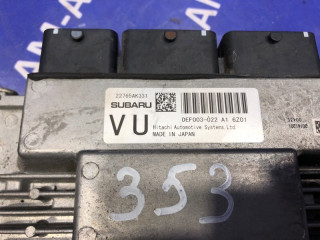 22765AK331
SUBARU
VU
DEF003-022 A1 6Z01
Hitachi Automotive Systems Ltd
MADE IN JAPAN
353